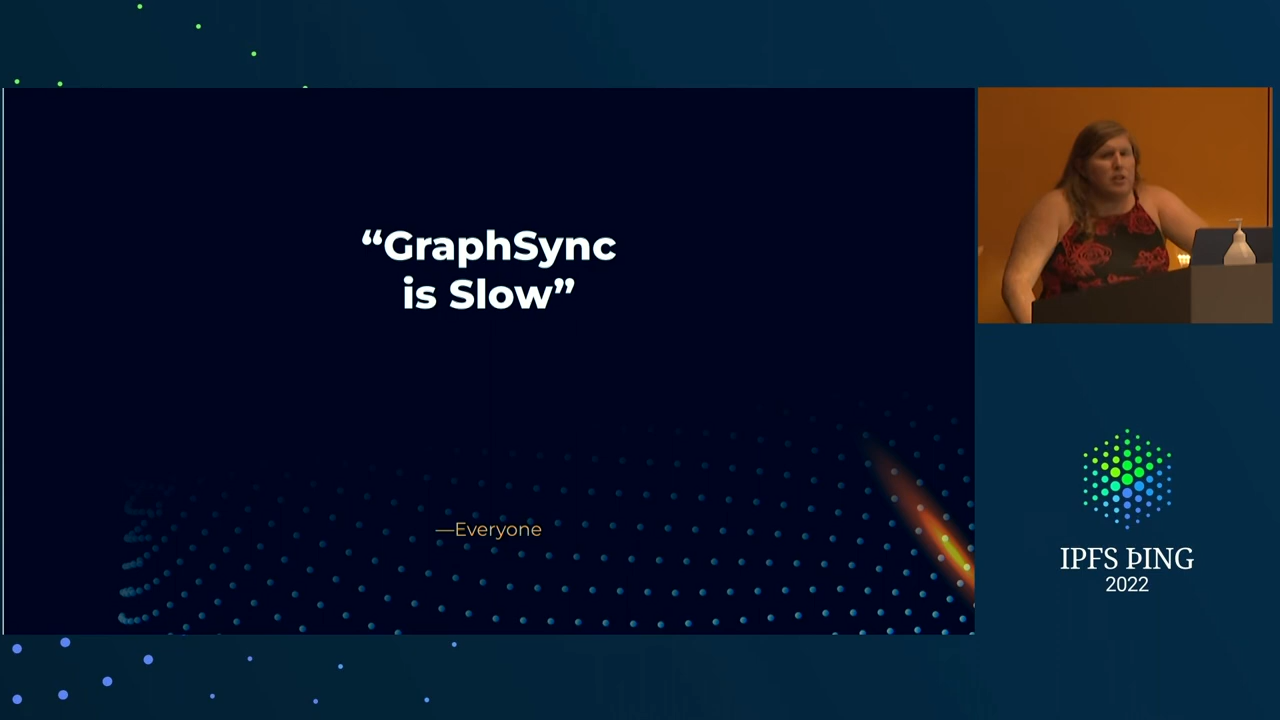 “GraphSync
is Slow”
—Everyone
IPFS ÞING
2022